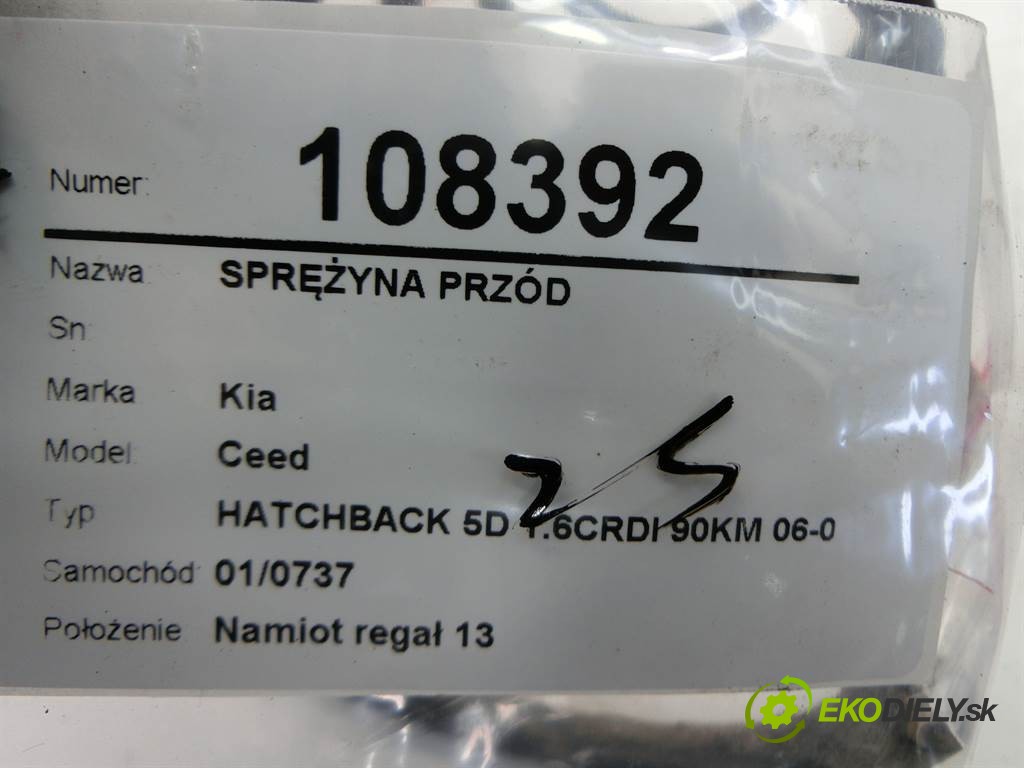 Numer: 108392
Nazwa SPRĘŻYNA PRZÓD
Sn:
Marka Kia
Model: Ceed
Typ HATCHBACK 5D 1.6CRDI 90KM 06-0
25
Samochód 01/0737
Położenie Namiot regał 13
EKODIELY.sk